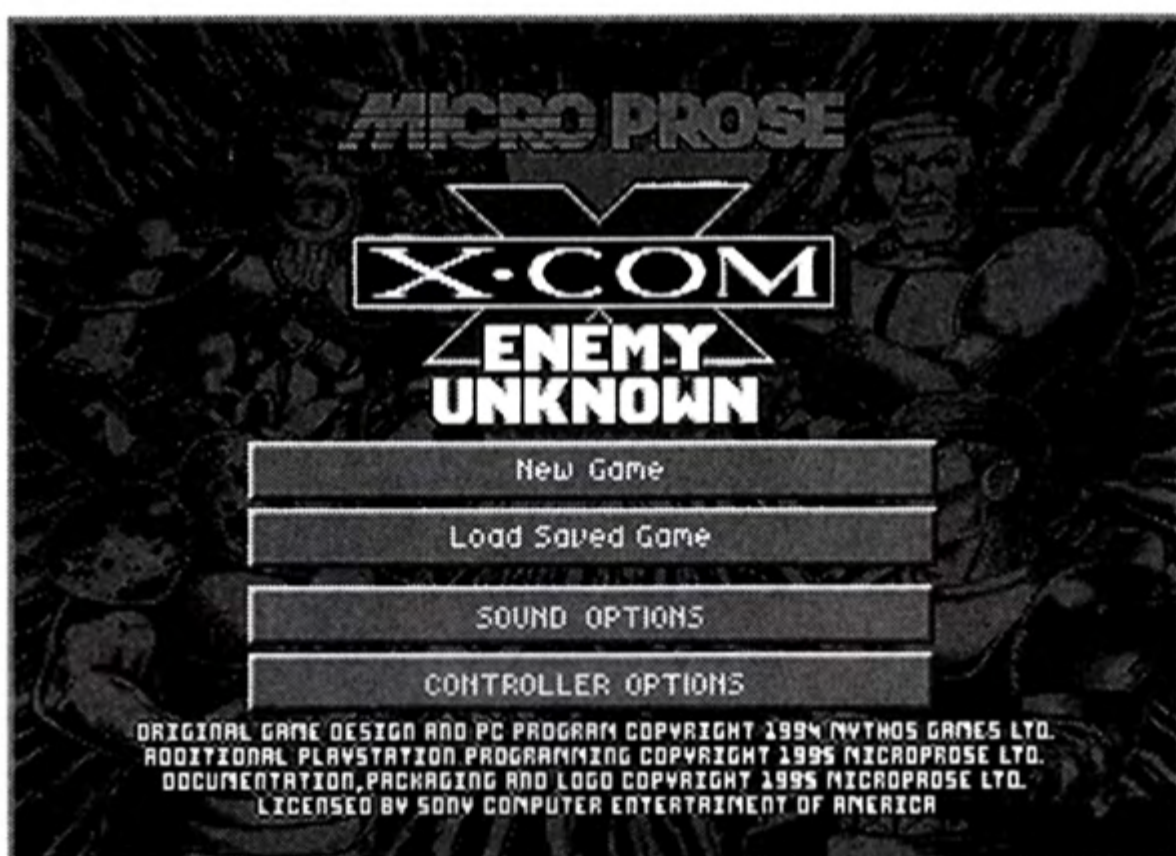 MICRO PROSE
X·COM
ENEMY
UNKNOWN
New Game
Load Saved Game
SOUND OPTIONS
CONTROLLER OPTIONS
ORIGINAL GAME DESIGN AND PC PROGRAM COPYRIGHT 1994 MYTHOS GAMES LTD.
ADDITIONAL PLAYSTATION PROGRAMMING COPYRIGHT 1995 MICROPROSE LTD.
DOCUMENTATION,PACKAGING AND LOGO COPYRIGHT 1995 MICROPROSE LTD.
LICENSED BY SONY COMPUTER ENTERTAINENT OF AMERICA